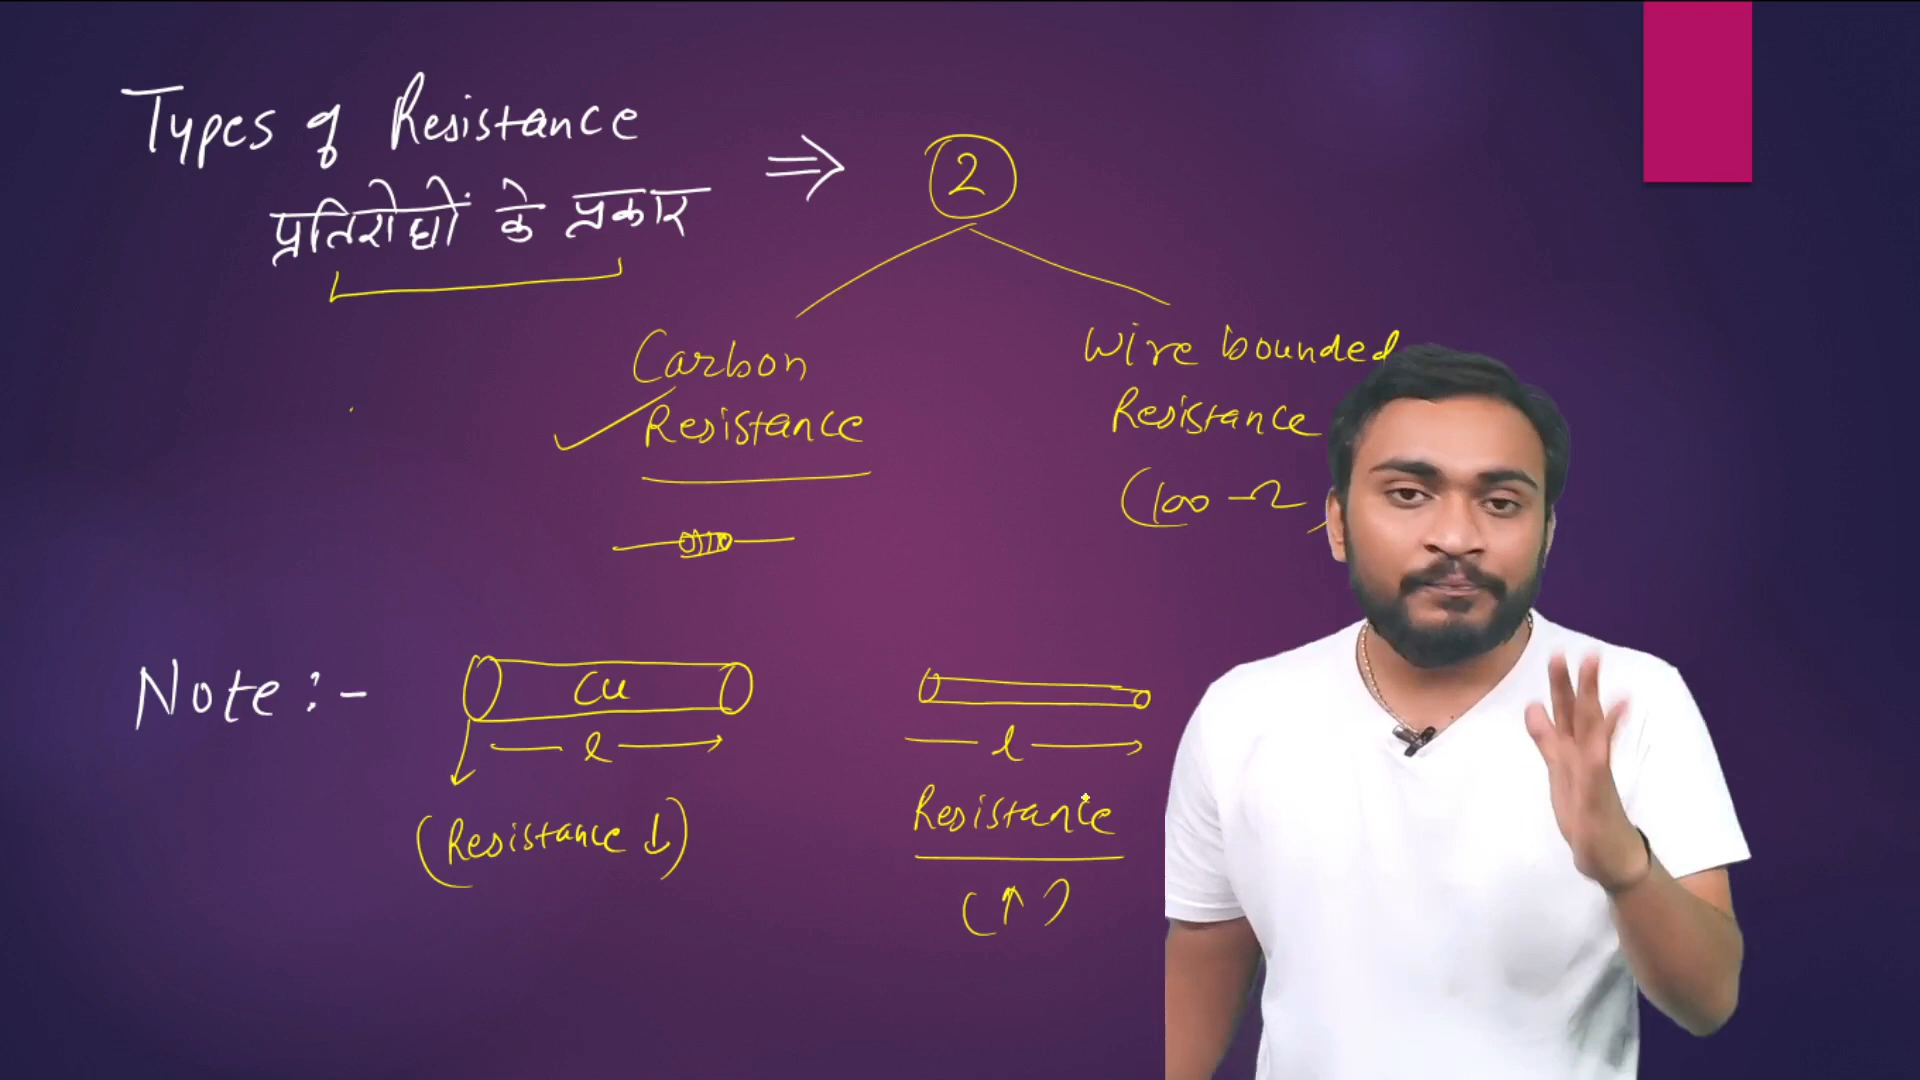 Types of Resistance
प्रतिरोधों के प्रकार
⇒ 2
Carbon
Resistance
Wire bounded
Resistance
(100 Ω)
Note :-
Cu
l
(Resistance ↓)
l
Resistance
(↑)